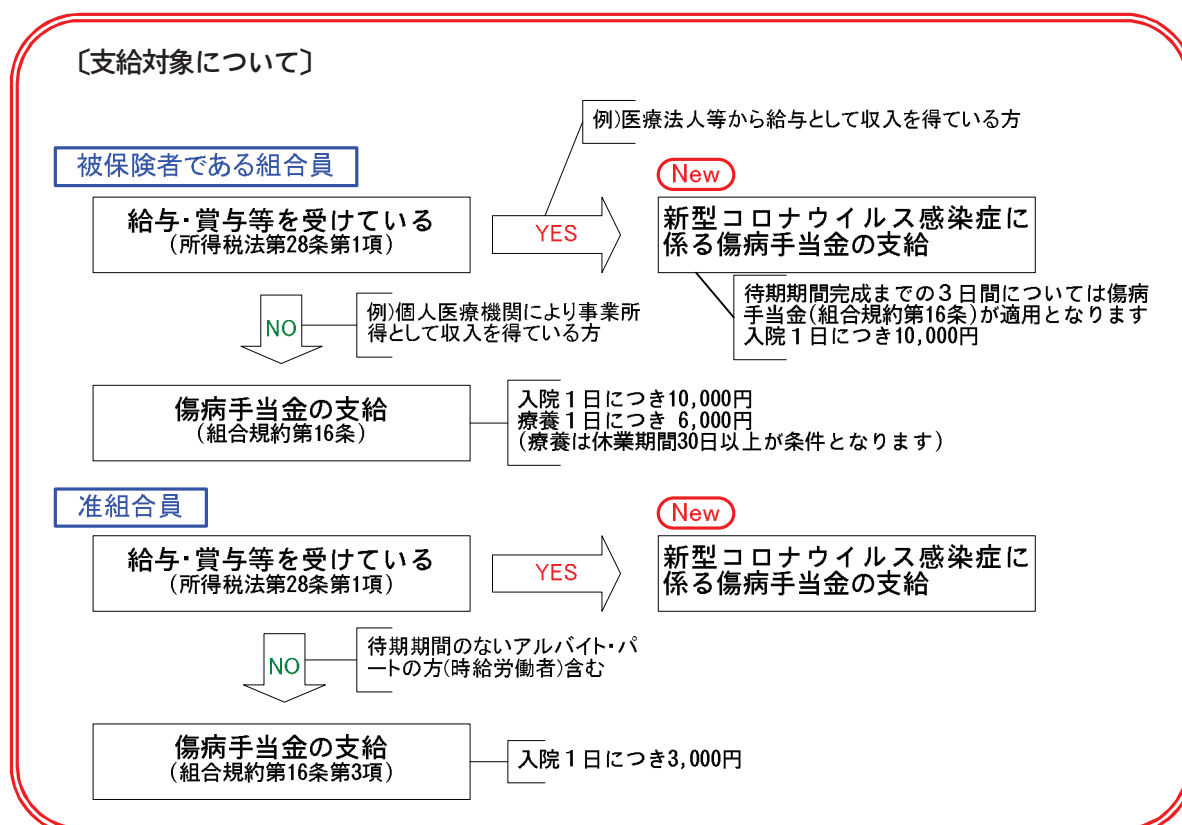 〔支給対象について〕
例)医療法人等から給与として収入を得ている方
被保険者である組合員
New
給与・賞与等を受けている
(所得税法第28条第1項)
YES
新型コロナウイルス感染症に
係る傷病手当金の支給
NO
例)個人医療機関により事業所
得として収入を得ている方
待期期間完成までの3日間については傷病
手当金(組合規約第16条)が適用となります
入院1日につき10,000円
傷病手当金の支給
(組合規約第16条)
入院1日につき10,000円
療養1日につき 6,000円
(療養は休業期間30日以上が条件となります)
准組合員
New
給与・賞与等を受けている
(所得税法第28条第1項)
YES
新型コロナウイルス感染症に
係る傷病手当金の支給
NO
待期期間のないアルバイト・パ
ートの方(時給労働者)含む
傷病手当金の支給
(組合規約第16条第3項)
入院1日につき3,000円